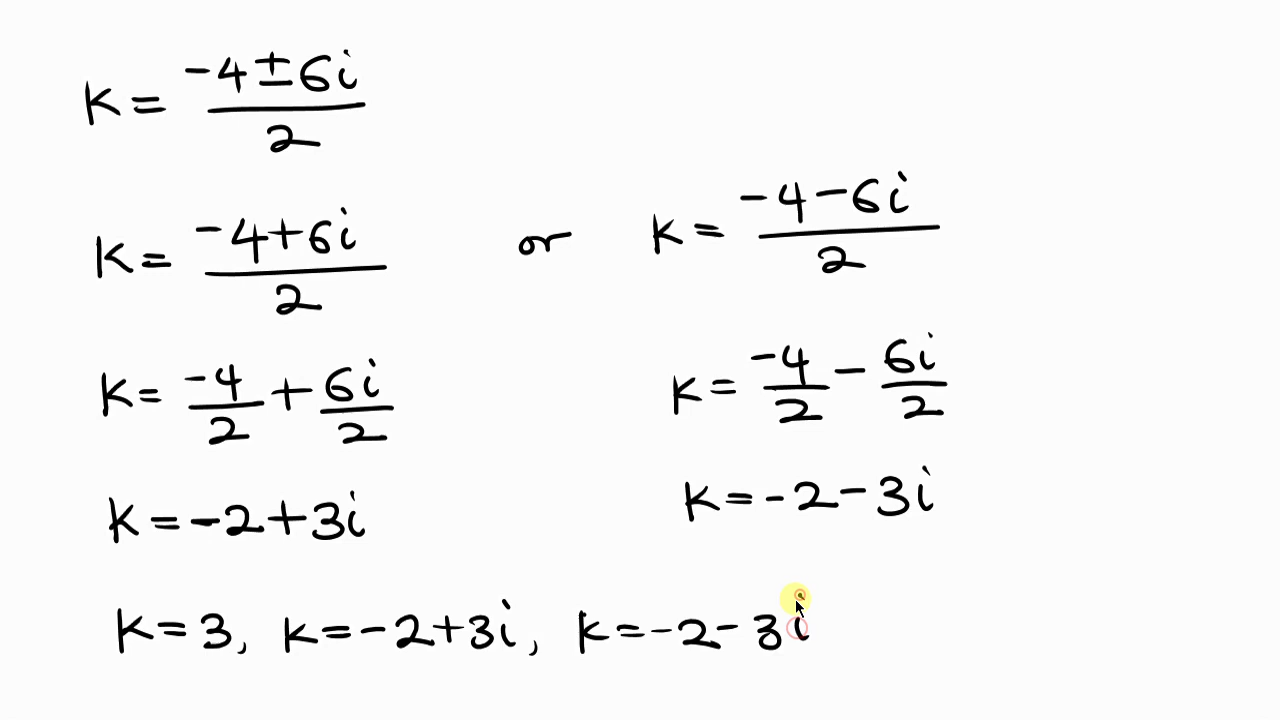 k = (-4 ± 6i)/2
k = (-4 + 6i)/2 or k = (-4 - 6i)/2
k = -4/2 + 6i/2 k = -4/2 - 6i/2
k = -2 + 3i k = -2 - 3i
k = 3, k = -2 + 3i, k = -2 - 3i